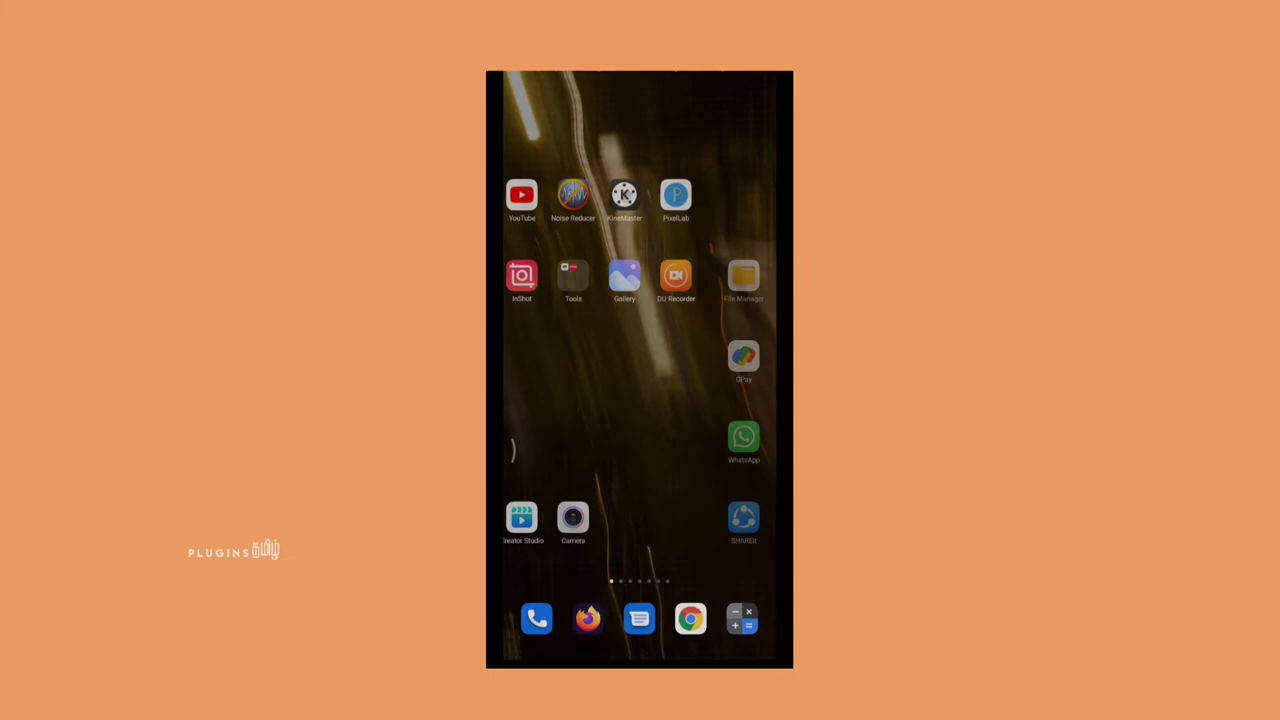 YouTube
Noise Reducer
KineMaster
PixelLab
InShot
Tools
Gallery
DU Recorder
File Manager
GPay
WhatsApp
reator Studio
Camera
SHAREit
PLUGINS தமிழ்